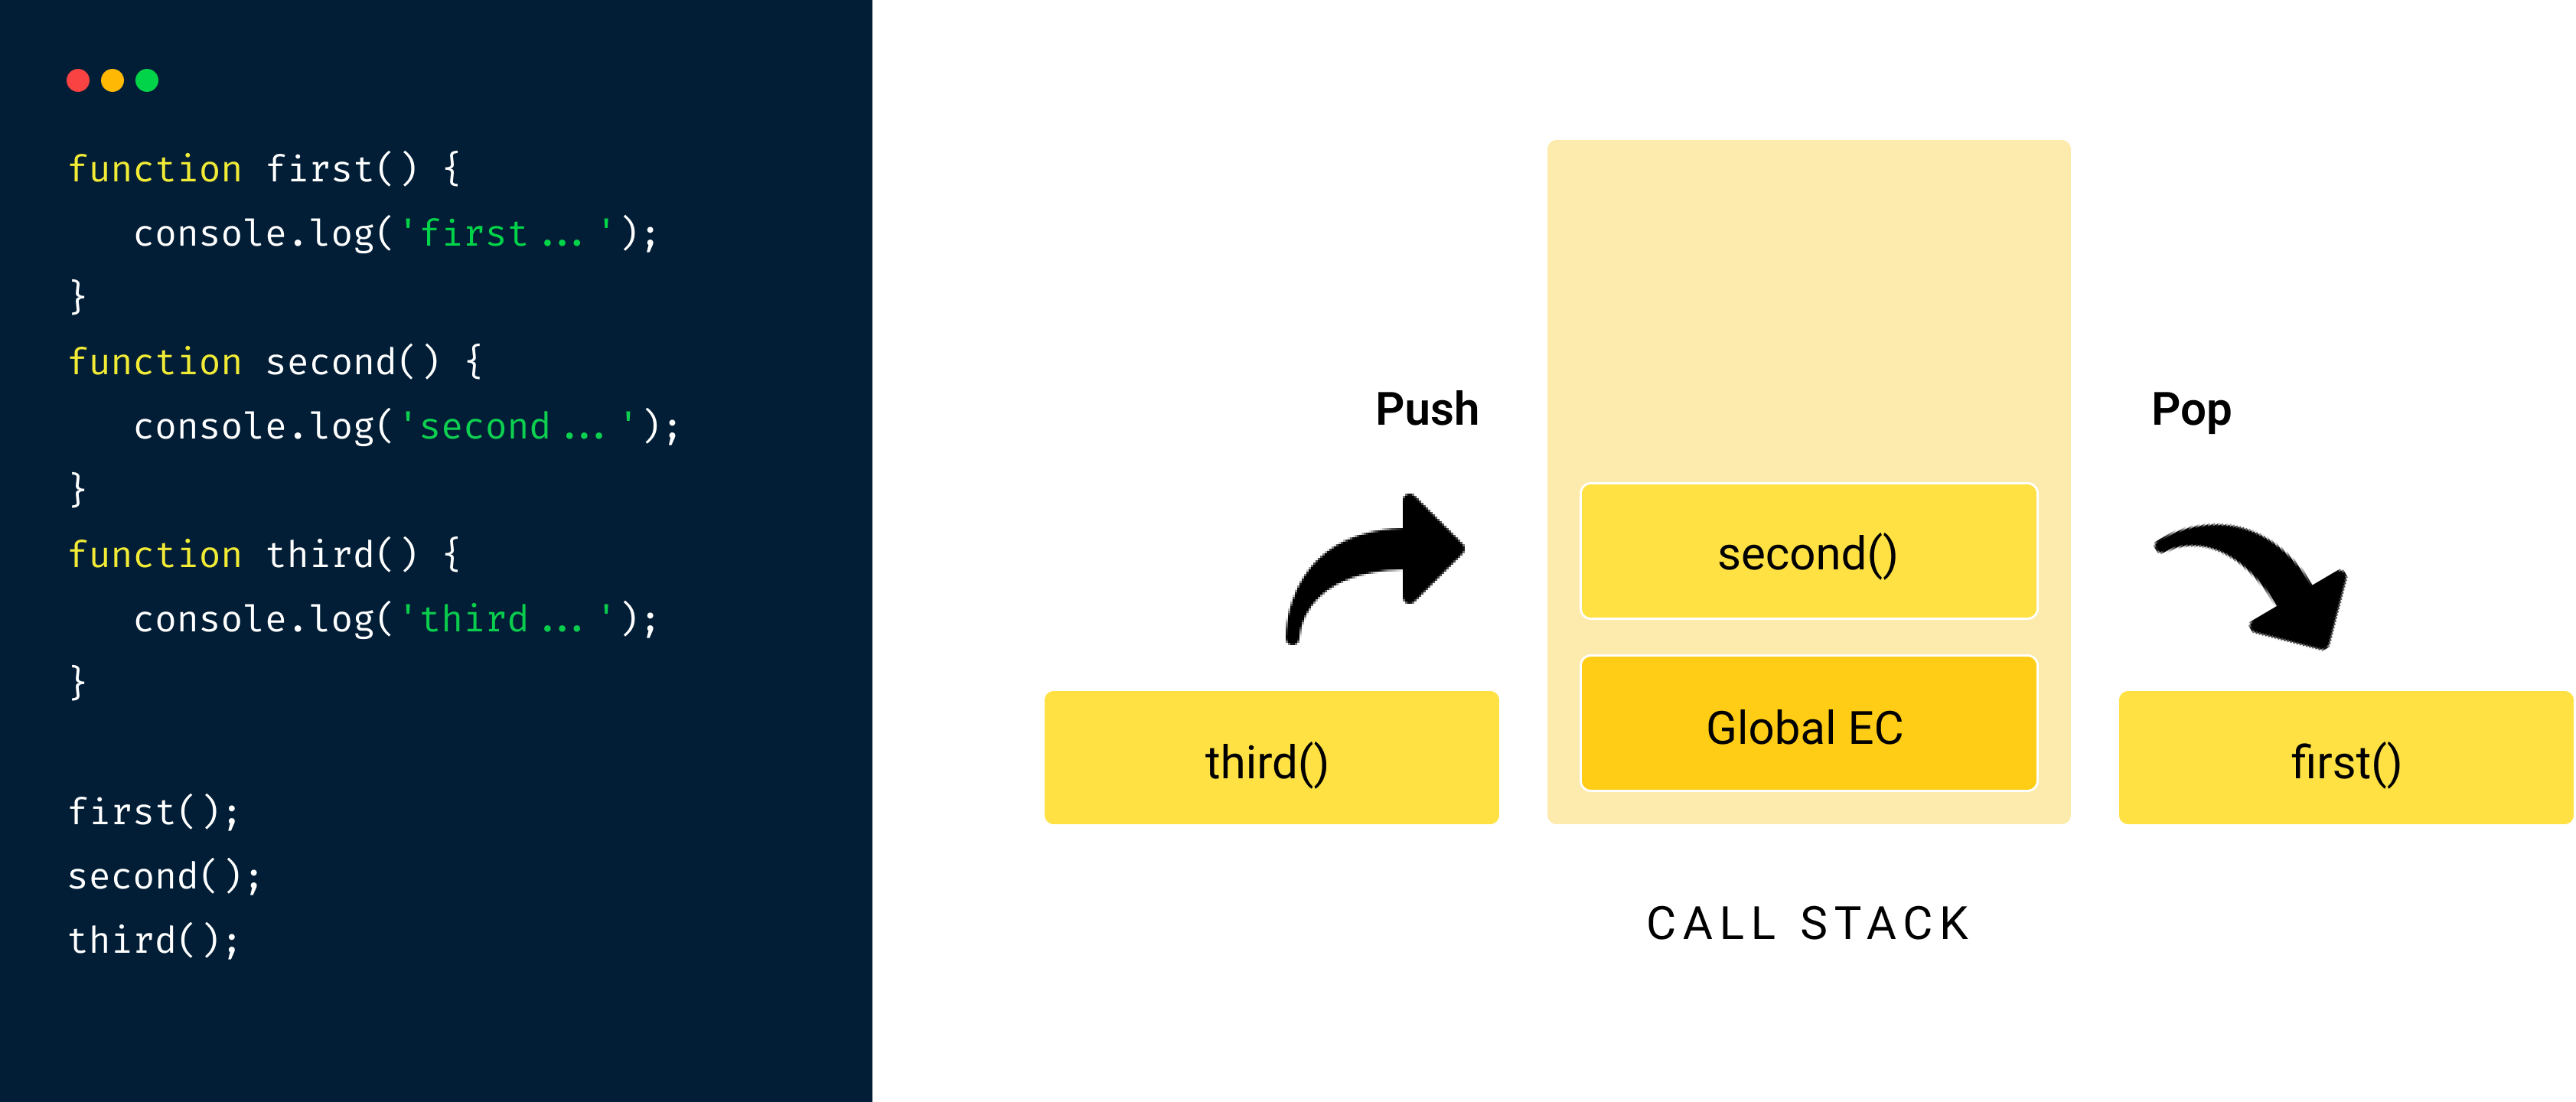 function first() {
   console.log('first...');
}
function second() {
   console.log('second...');
}
function third() {
   console.log('third...');
}

first();
second();
third();
Push
Pop
second()
Global EC
third()
first()
CALL STACK